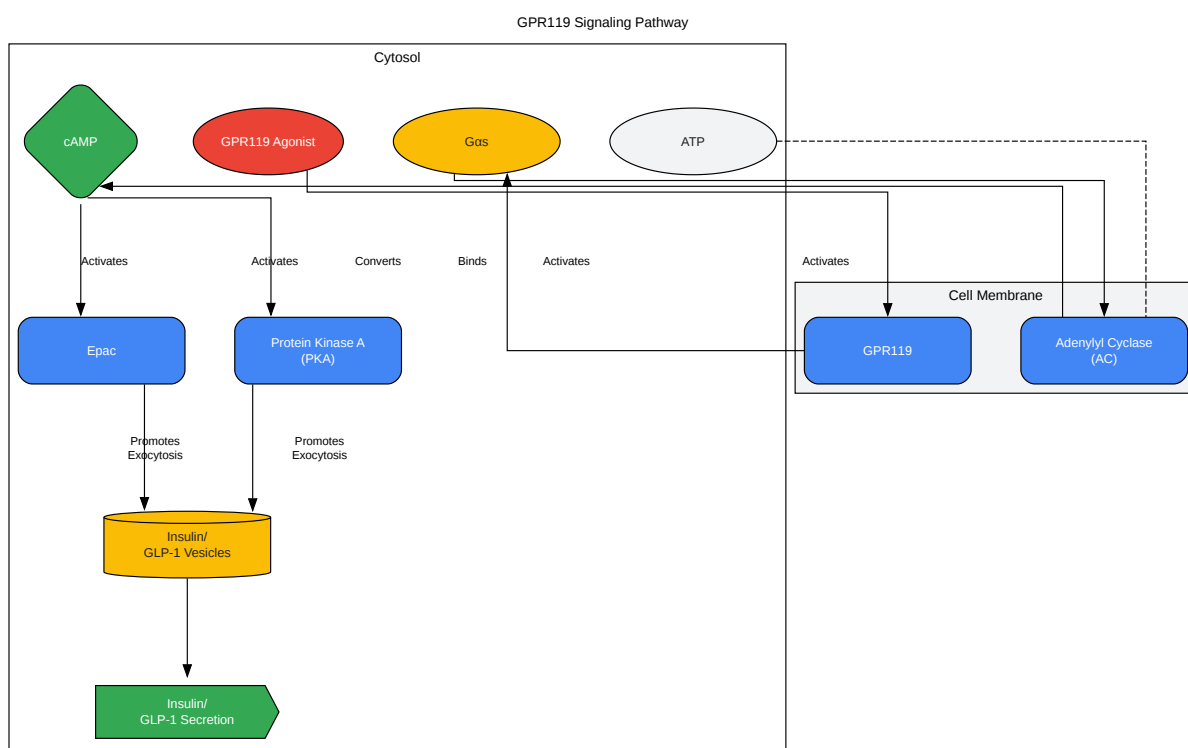 GPR119 Signaling Pathway
Cytosol
cAMP
GPR119 Agonist
Gαs
ATP
Activates
Activates
Converts
Binds
Activates
Activates
Cell Membrane
Epac
Protein Kinase A
(PKA)
GPR119
Adenylyl Cyclase
(AC)
Promotes
Exocytosis
Promotes
Exocytosis
Insulin/
GLP-1 Vesicles
Insulin/
GLP-1 Secretion